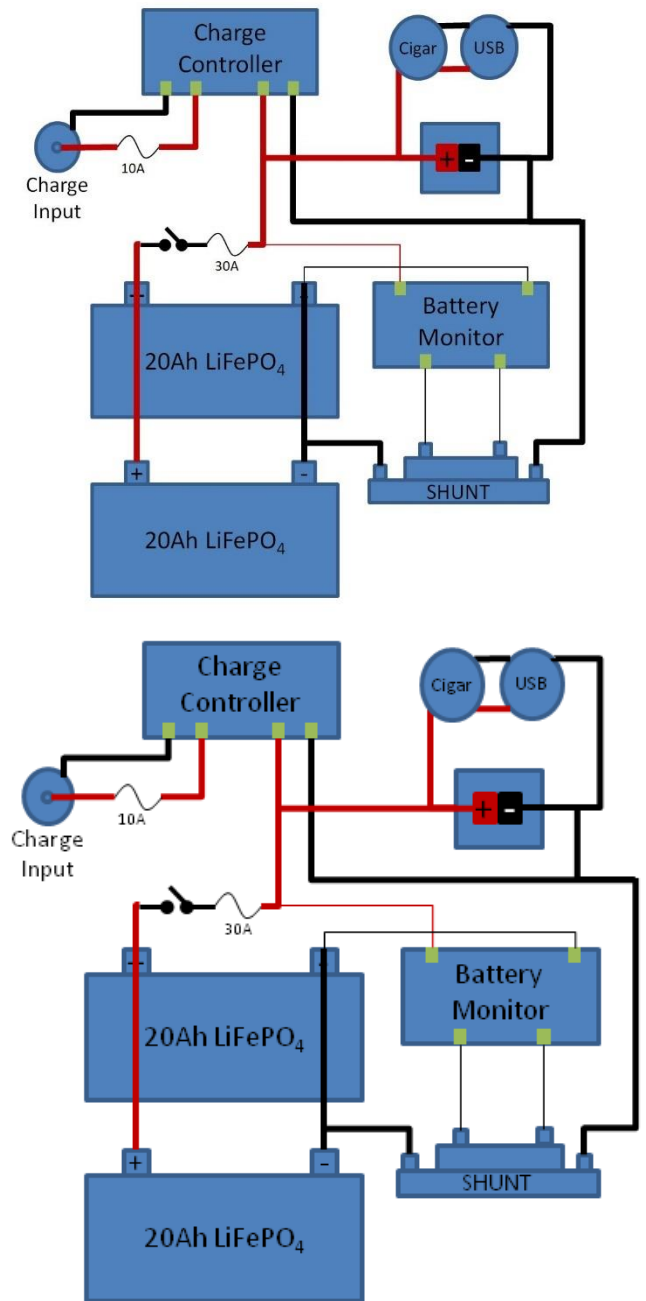 Charge
Controller
Cigar
USB
+
-
10A
Charge
Input
30A
Battery
Monitor
20Ah LiFePO₄
+
-
SHUNT
20Ah LiFePO₄
Charge
Controller
Cigar
USB
+
-
10A
Charge
Input
30A
Battery
Monitor
20Ah LiFePO₄
+
-
SHUNT
20Ah LiFePO₄